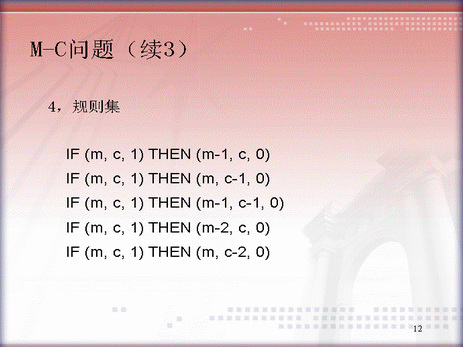 M-C问题（续3）
4，规则集
IF (m, c, 1) THEN (m-1, c, 0)
IF (m, c, 1) THEN (m, c-1, 0)
IF (m, c, 1) THEN (m-1, c-1, 0)
IF (m, c, 1) THEN (m-2, c, 0)
IF (m, c, 1) THEN (m, c-2, 0)
12